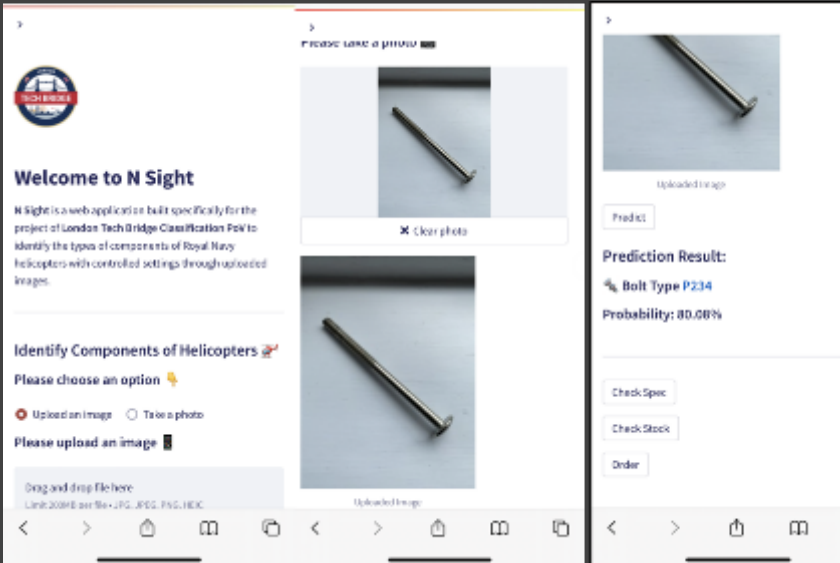 TECH BRIDGE
Welcome to N Sight
N Sight is a web application built specifically for the
project of London Tech Bridge Classification PoV to
identify the types of components of Royal Navy
helicopters with controlled settings through uploaded
images.
Identify Components of Helicopters
Please choose an option
Upload an image Take a photo
Please upload an image
Drag and drop file here
Limit 200MB per file • JPG, JPEG, PNG, HEIC
Please take a photo
Clear photo
Uploaded Image
Uploaded Image
Predict
Prediction Result:
Bolt Type P234
Probability: 80.08%
Check Spec
Check Stock
Order